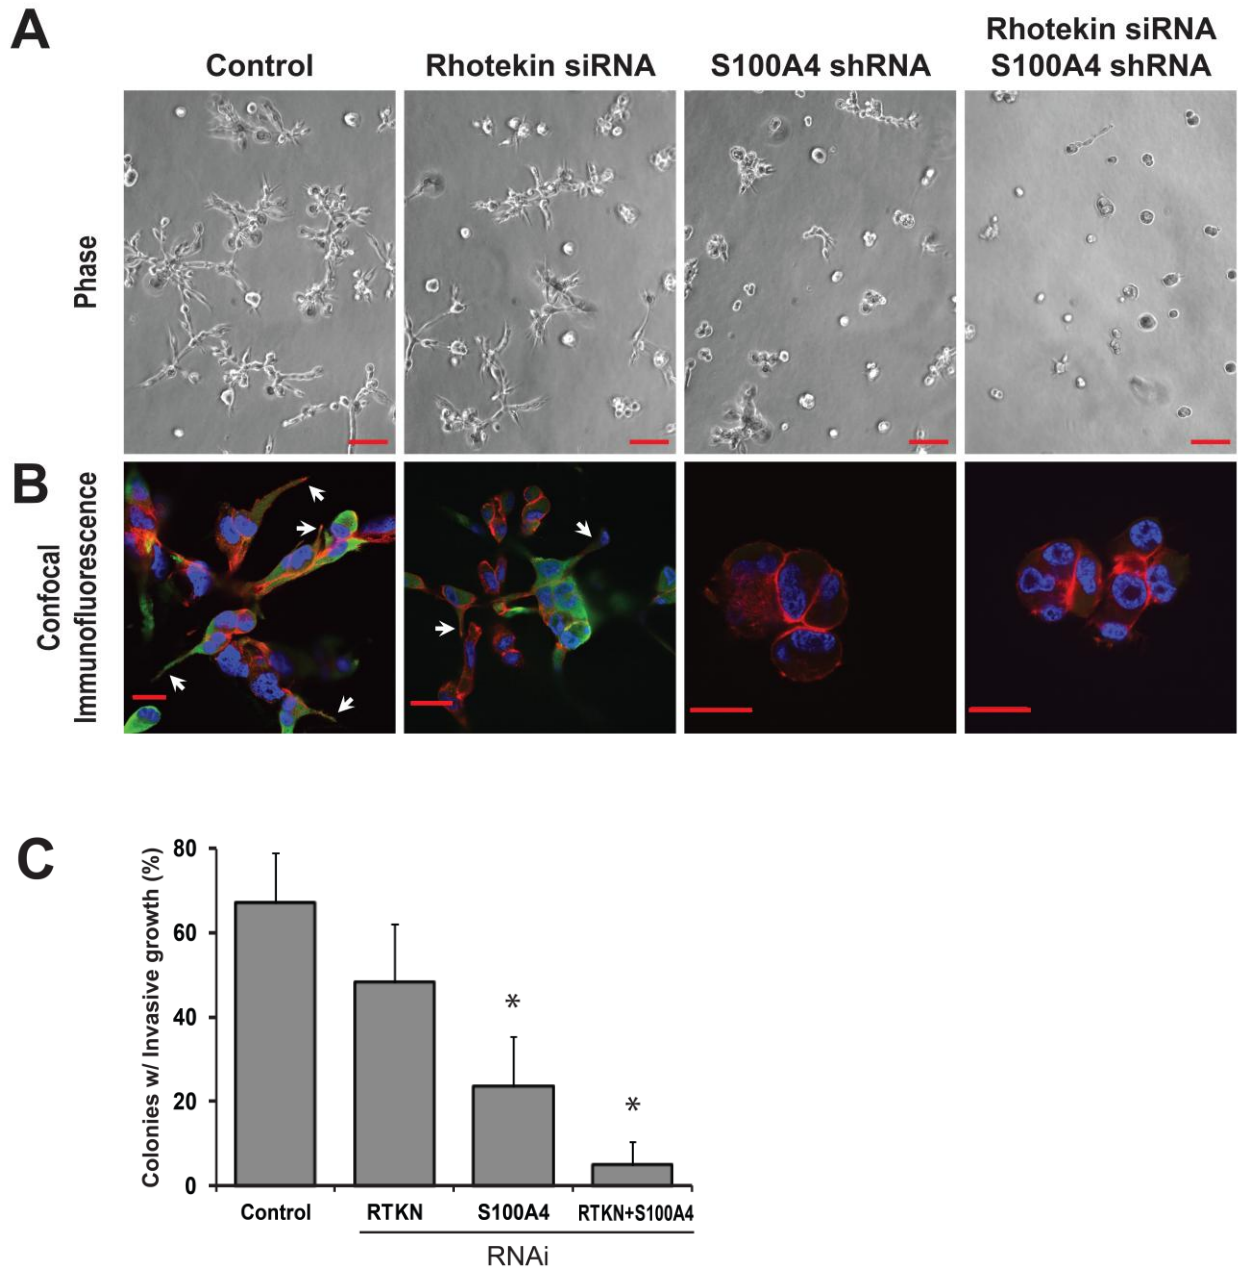 A
Control
Rhotekin siRNA
S100A4 shRNA
Rhotekin siRNA
S100A4 shRNA
Phase
B
Confocal
Immunofluorescence
C
Colonies w/ Invasive growth (%)
80
60
40
20
0
*
*
Control
RTKN
S100A4
RTKN+S100A4
RNAi